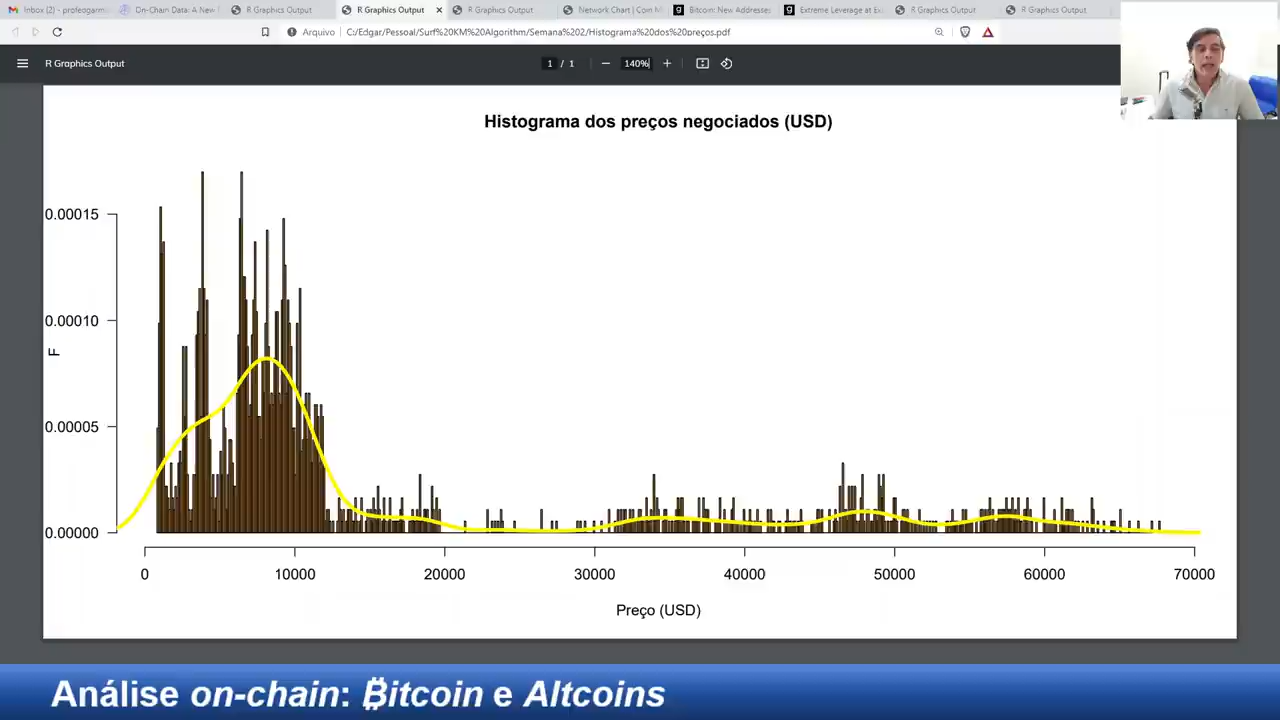 Inbox (2) - profeogarm
On-Chain Data: A New
R Graphics Output
R Graphics Output
R Graphics Output
Network Chart | Coin M
Bitcoin: New Addresses
Extreme Leverage at Ex
R Graphics Output
R Graphics Output
Arquivo
C:/Edgar/Pessoal/Surf%20KM%20Algorithm/Semana%202/Histograma%20dos%20preços.pdf
R Graphics Output
1 / 1
140%
Histograma dos preços negociados (USD)
0.00015
0.00010
F
0.00005
0.00000
0
10000
20000
30000
40000
50000
60000
70000
Preço (USD)
Análise on-chain: ₿itcoin e Altcoins